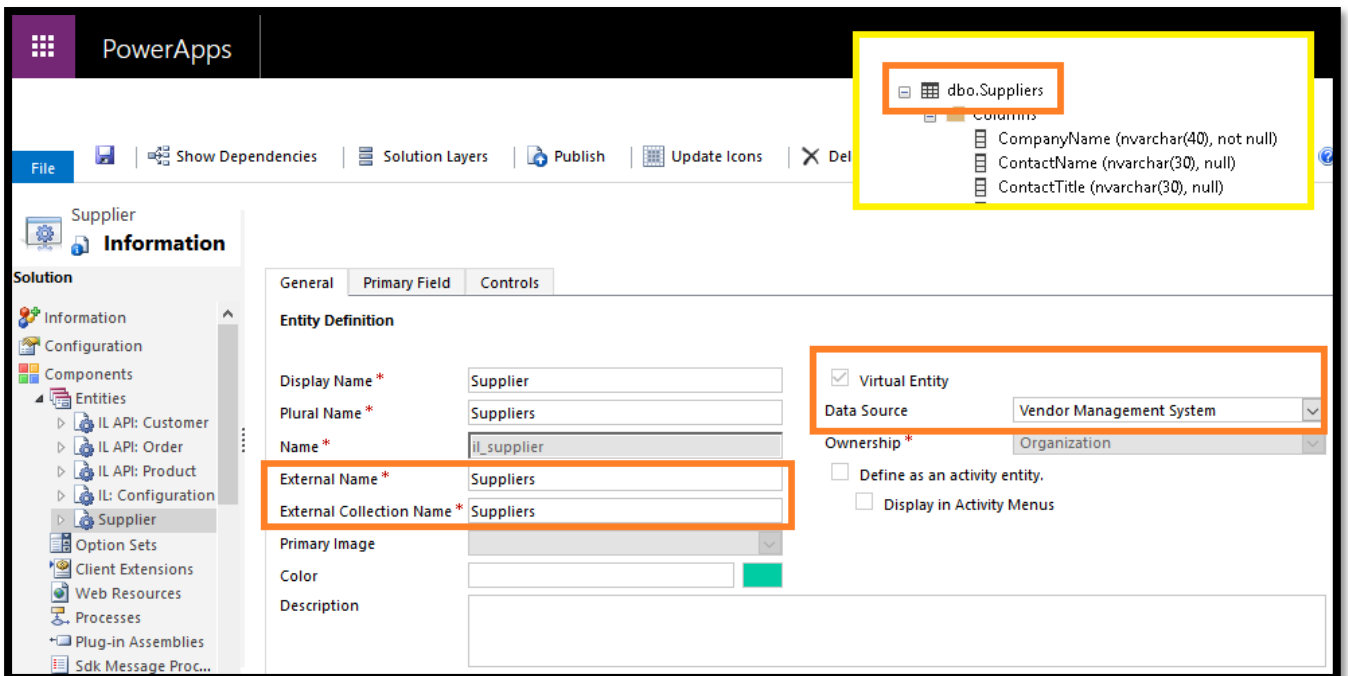 PowerApps
dbo.Suppliers
Columns
CompanyName (nvarchar(40), not null)
ContactName (nvarchar(30), null)
ContactTitle (nvarchar(30), null)
File
Show Dependencies
Solution Layers
Publish
Update Icons
Del
Supplier
Information
Solution
Information
Configuration
Components
Entities
IL API: Customer
IL API: Order
IL API: Product
IL: Configuration
Supplier
Option Sets
Client Extensions
Web Resources
Processes
Plug-in Assemblies
Sdk Message Proc...
General
Primary Field
Controls
Entity Definition
Display Name * Supplier
Plural Name * Suppliers
Name * il_supplier
External Name * Suppliers
External Collection Name * Suppliers
Primary Image
Color
Description
Virtual Entity
Data Source Vendor Management System
Ownership * Organization
Define as an activity entity.
Display in Activity Menus